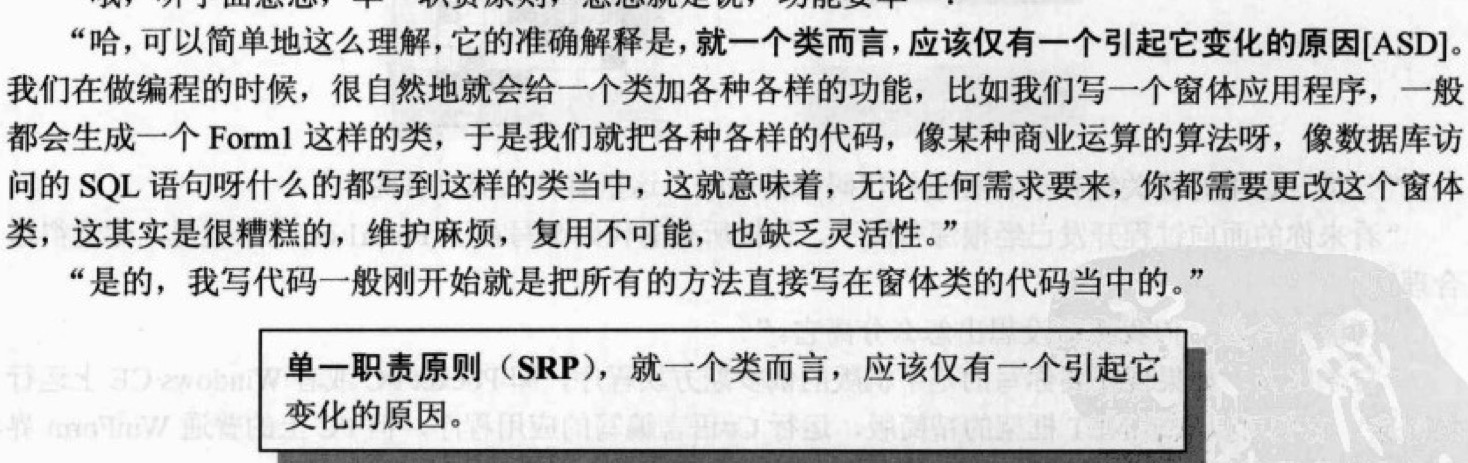 “哈，可以简单地这么理解，它的准确解释是，就一个类而言，应该仅有一个引起它变化的原因[ASD]。
我们在做编程的时候，很自然地就会给一个类加各种各样的功能，比如我们写一个窗体应用程序，一般
都会生成一个 Form1 这样的类，于是我们就把各种各样的代码，像某种商业运算的算法呀，像数据库访
问的 SQL 语句呀什么的都写到这样的类当中，这就意味着，无论任何需求要来，你都需要更改这个窗体
类，这其实是很糟糕的，维护麻烦，复用不可能，也缺乏灵活性。”
“是的，我写代码一般刚开始就是把所有的方法直接写在窗体类的代码当中的。”
单一职责原则（SRP），就一个类而言，应该仅有一个引起它
变化的原因。